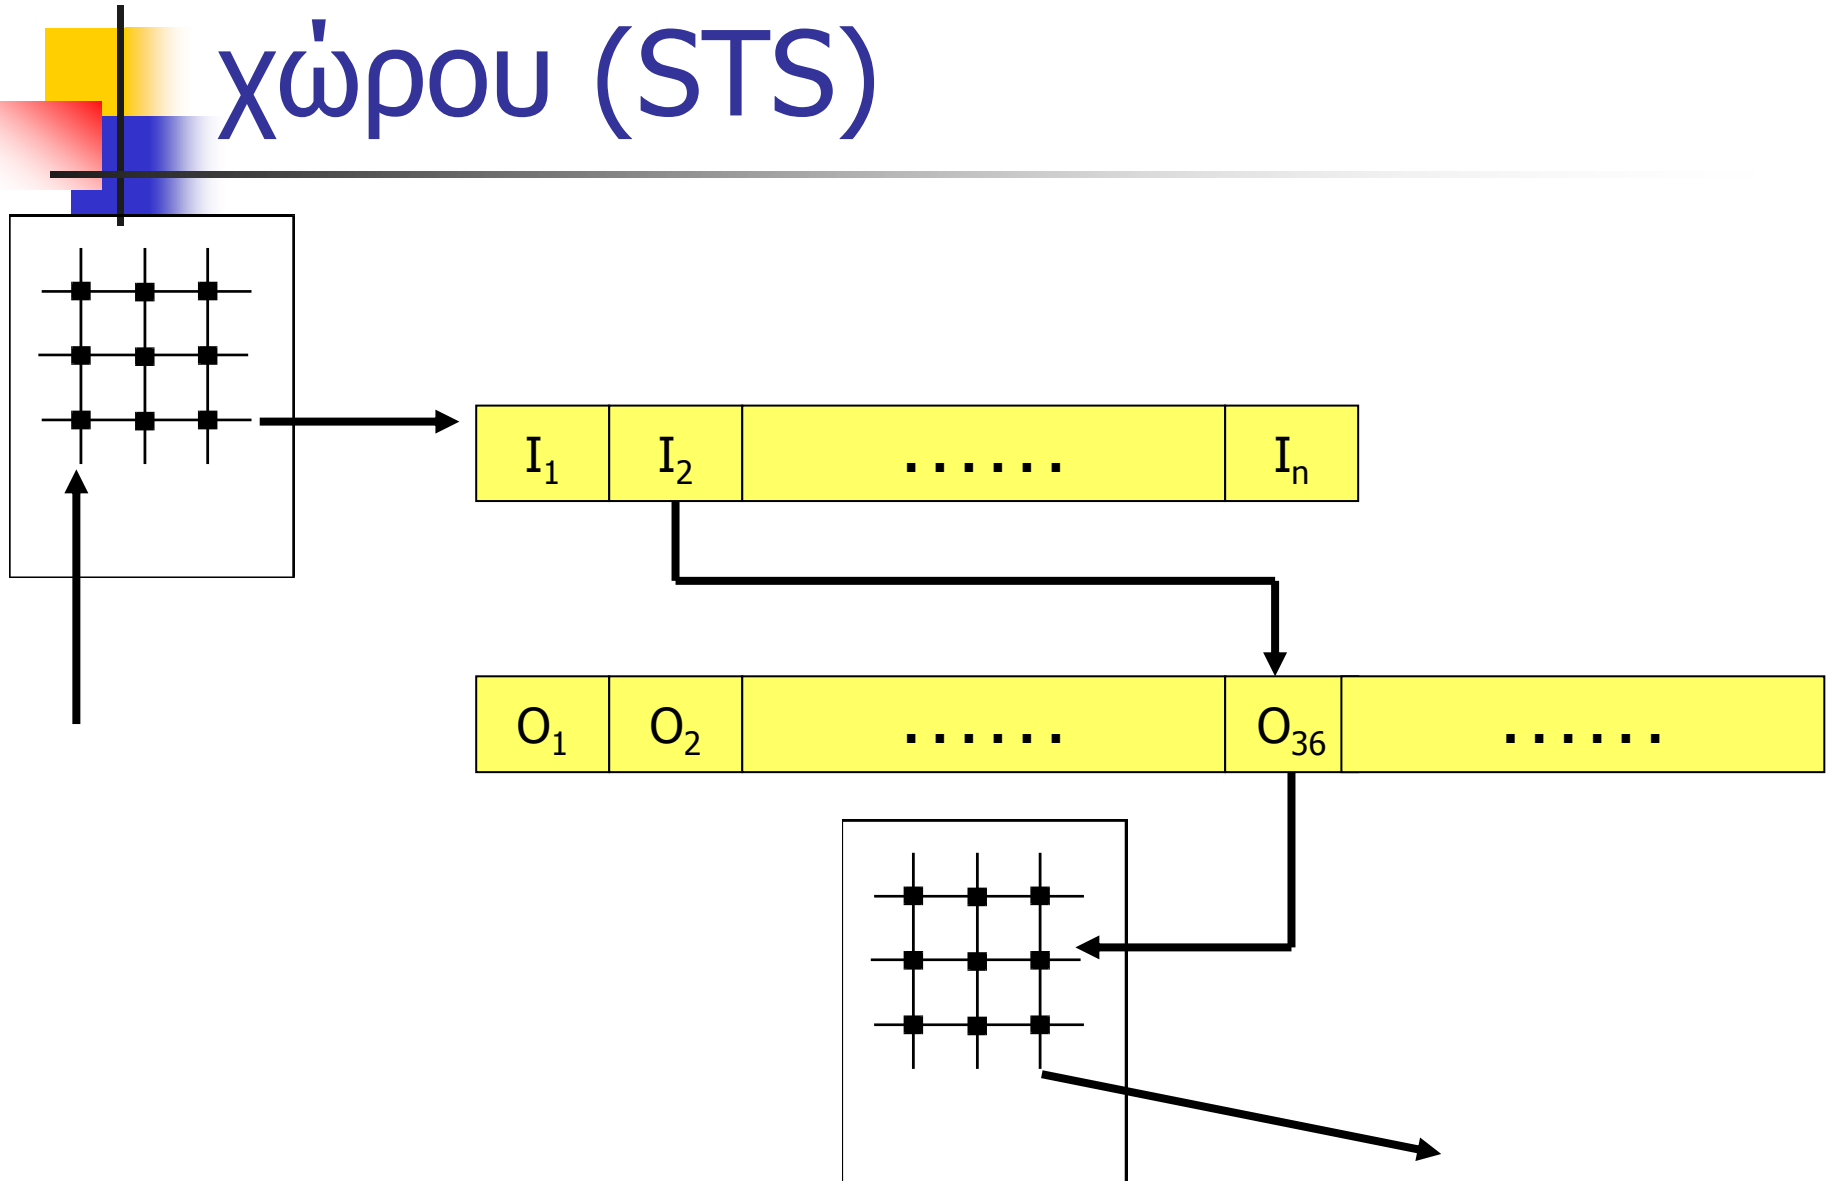 χώρου (STS)
I₁ I₂ ...... Iₙ
O₁ O₂ ...... O₃₆ ......